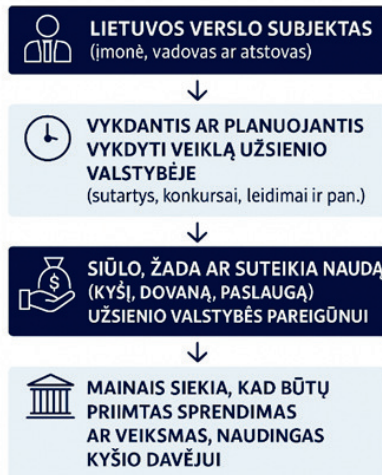 LIETUVOS VERSLO SUBJEKTAS
(įmonė, vadovas ar atstovas)
VYKDANTIS AR PLANUOJANTIS
VYKDYTI VEIKLĄ UŽSIENIO
VALSTYBĖJE
(sutartys, konkursai, leidimai ir pan.)
SIŪLO, ŽADA AR SUTEIKIA NAUDĄ
(KYŠĮ, DOVANĄ, PASLAUGĄ)
UŽSIENIO VALSTYBĖS PAREIGŪNUI
MAINAIS SIEKIA, KAD BŪTŲ
PRIIMTAS SPRENDIMAS
AR VEIKSMAS, NAUDINGAS
KYŠIO DAVĖJUI